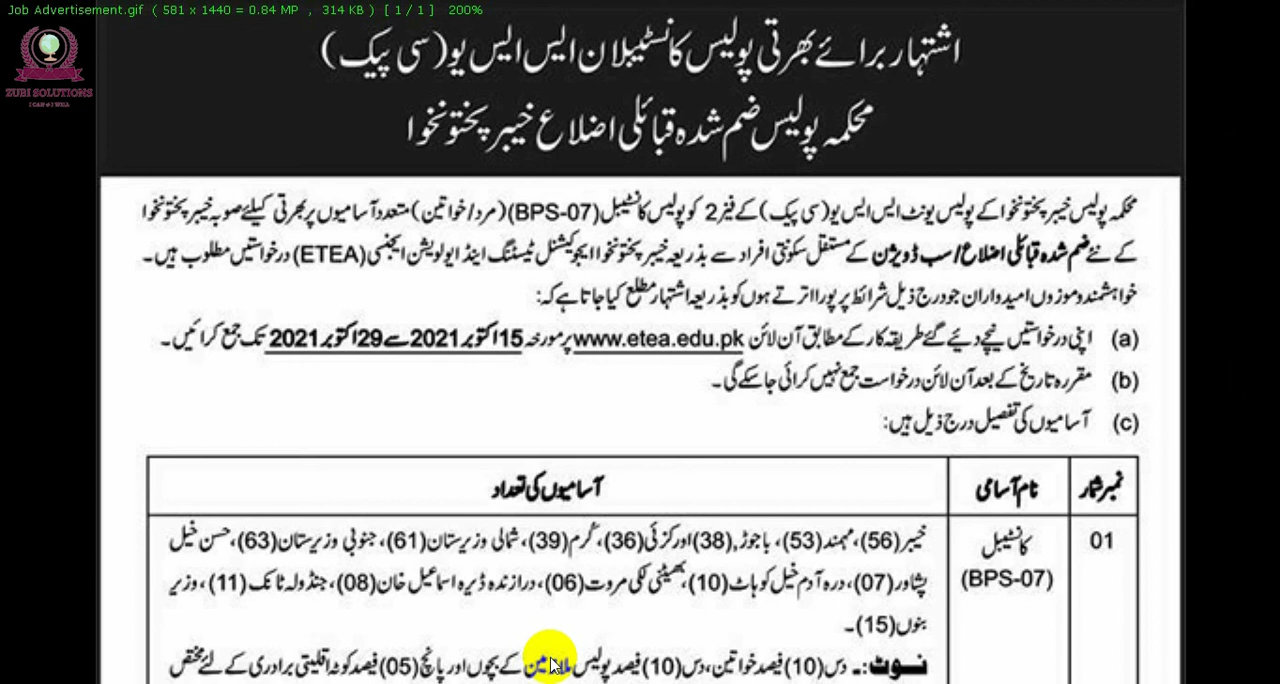 Job Advertisement.gif ( 581 x 1440 = 0.84 MP , 314 KB ) [ 1 / 1 ] 200%
ZUBI SOLUTIONS
I CAN & I WILL
اشتہار برائے بھرتی پولیس کانسٹیبلان ایس ایس یو (سی پیک)
محکمہ پولیس ضم شدہ قبائلی اضلاع خیبر پختونخوا
محکمہ پولیس خیبر پختونخوا کے پولیس یونٹ ایس ایس یو (سی پیک) کے فیز 2 کو پولیس کانسٹیبل (BPS-07) (مرد/خواتین) متعدد آسامیوں پر بھرتی کیلئے صوبہ خیبر پختونخوا
کے نئے ضم شدہ قبائلی اضلاع/سب ڈویژن کے مستقل سکونتی افراد سے بذریعہ خیبر پختونخوا ایجوکیشنل ٹیسٹنگ اینڈ ایولویشن ایجنسی (ETEA) درخواستیں مطلوب ہیں۔
خواہشمند و موزوں امیدواران جو درج ذیل شرائط پر پورا اترتے ہوں کو بذریعہ اشتہار مطلع کیا جاتا ہے کہ:
(a) اپنی درخواستیں نیچے دیئے گئے طریقہ کار کے مطابق آن لائن www.etea.edu.pk پر مورخہ 15 اکتوبر 2021 سے 29 اکتوبر 2021 تک جمع کرائیں۔
(b) مقررہ تاریخ کے بعد آن لائن درخواست جمع نہیں کرائی جا سکے گی۔
(c) آسامیوں کی تفصیل درج ذیل ہیں:
نمبر شمار نام آسامی آسامیوں کی تعداد
01 کانسٹیبل خیبر (56)، مہمند (53)، باجوڑ (38)، اورکزئی (36)، کُرم (39)، شمالی وزیرستان (61)، جنوبی وزیرستان (63)، حسن خیل
(BPS-07) پشاور (07)، درہ آدم خیل کوہاٹ (10)، بھیٹنی لکی مروت (06)، درازندہ ڈیرہ اسماعیل خان (08)، جنڈولہ ٹانک (11)، وزیر
بنوں (15)۔
نوٹ:۔ دس (10) فیصد خواتین، دس (10) فیصد پولیس ملازمین کے بچوں اور پانچ (05) فیصد کوٹہ اقلیتی برادری کے لئے مختص